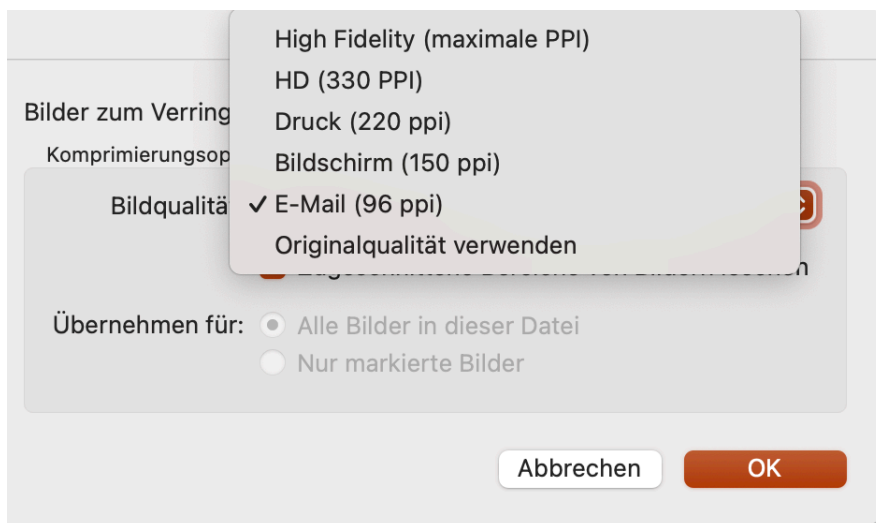 High Fidelity (maximale PPI)
HD (330 PPI)
Bilder zum Verring
Druck (220 ppi)
Komprimierungsop
Bildschirm (150 ppi)
Bildqualitä
✓ E-Mail (96 ppi)
Originalqualität verwenden
Übernehmen für: Alle Bilder in dieser Datei
Nur markierte Bilder
Abbrechen OK